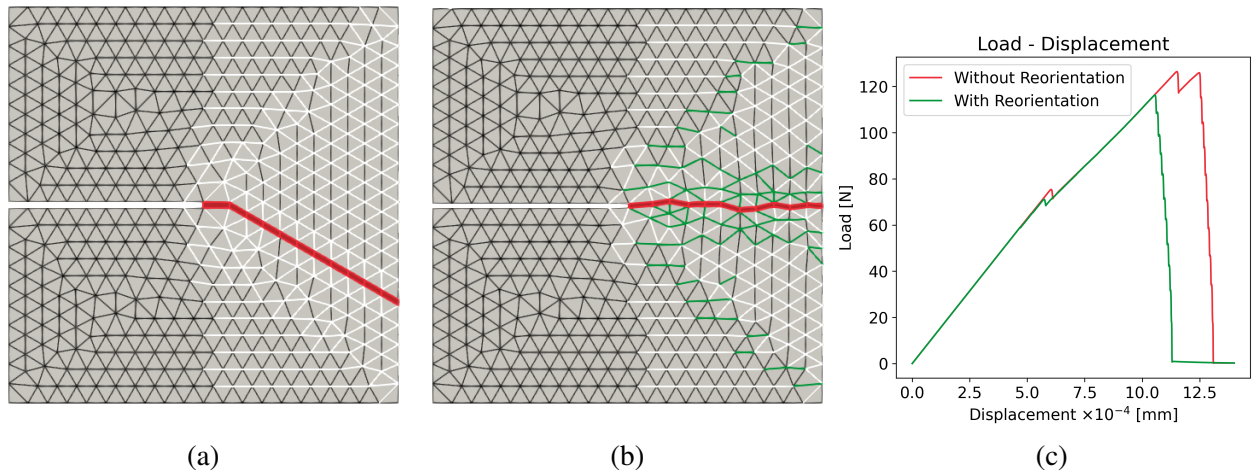 Load - Displacement
Without Reorientation
With Reorientation
120
100
80
60
40
20
0
Load [N]
0.0 2.5 5.0 7.5 10.0 12.5
Displacement ×10⁻⁴ [mm]
(a) (b) (c)